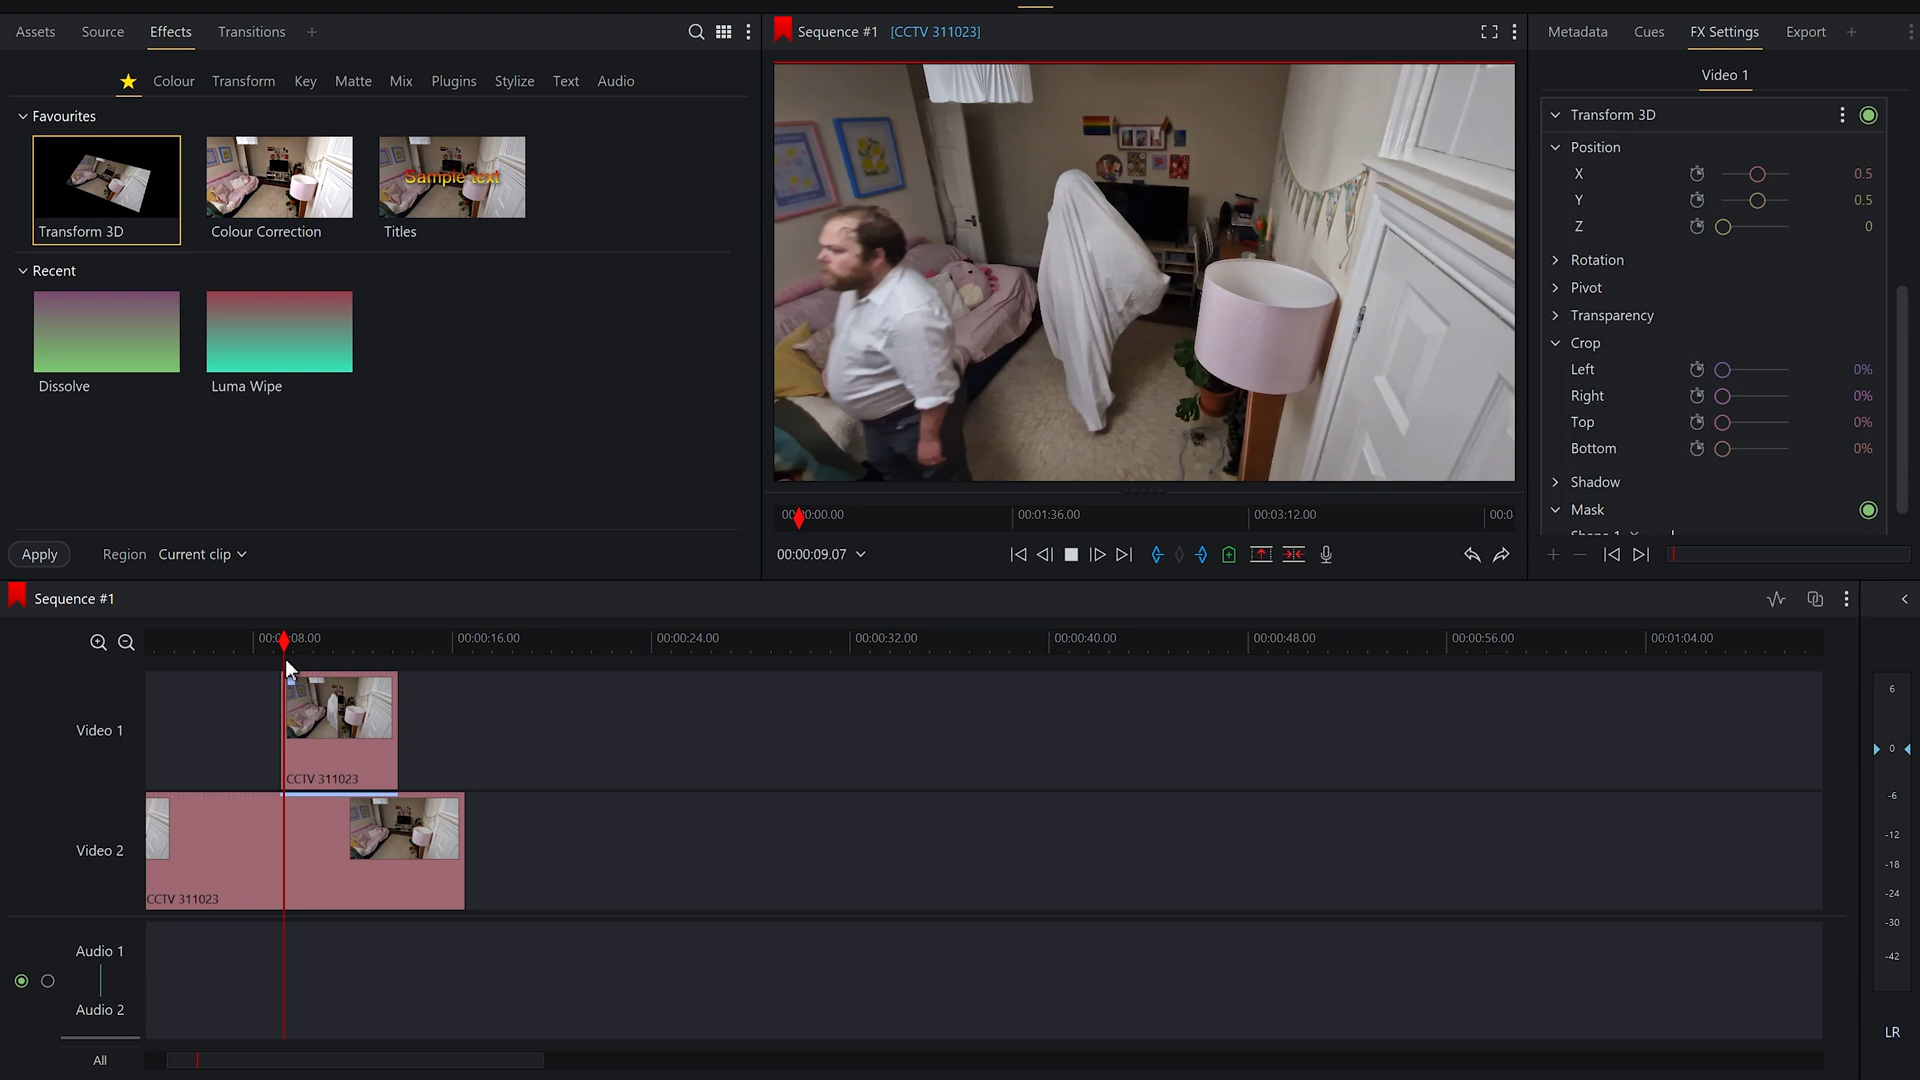 Assets Source Effects Transitions +
Colour Transform Key Matte Mix Plugins Stylize Text Audio
Favourites
Sample text
Transform 3D Colour Correction Titles
Recent
Dissolve Luma Wipe
Apply Region Current clip
Sequence #1 [CCTV 311023]
00:01:36.00 00:03:12.00
00:00:09.07
Metadata Cues FX Settings Export +
Video 1
Transform 3D
Position
X 0.5
Y 0.5
Z 0
Rotation
Pivot
Transparency
Crop
Left 0%
Right 0%
Top 0%
Bottom 0%
Shadow
Mask
Sequence #1
00:00:16.00 00:00:24.00 00:00:32.00 00:00:40.00 00:00:48.00 00:00:56.00 00:01:04.00
Video 1
CCTV 311023
Video 2
CCTV 311023
Audio 1
Audio 2
All
6
0
-6
-12
-18
-24
-30
-42
LR